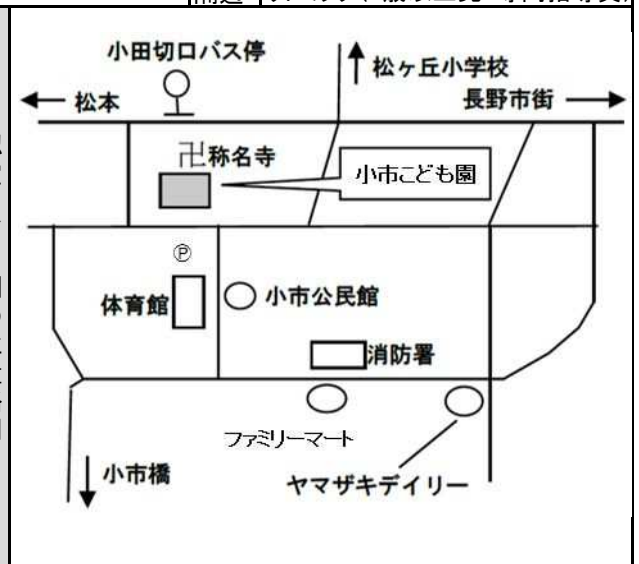 小田切口バス停
松ヶ丘小学校
松本
長野市街
卍称名寺
小市こども園
Ⓟ
体育館
小市公民館
消防署
ファミリーマート
小市橋
ヤマザキデイリー